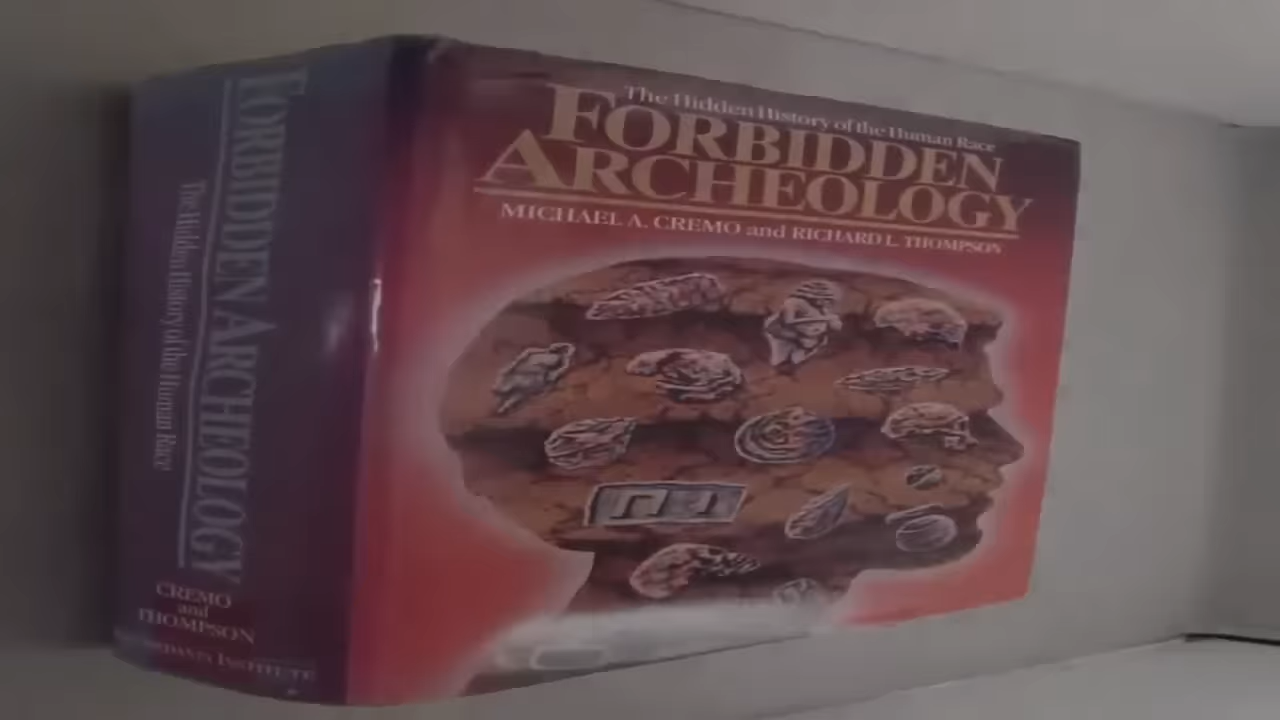 The Hidden History of the Human Race
FORBIDDEN
ARCHEOLOGY
MICHAEL A. CREMO and RICHARD L. THOMPSON
FORBIDDEN ARCHEOLOGY
The Hidden History of the Human Race
CREMO
and
THOMPSON
INSTITUTE